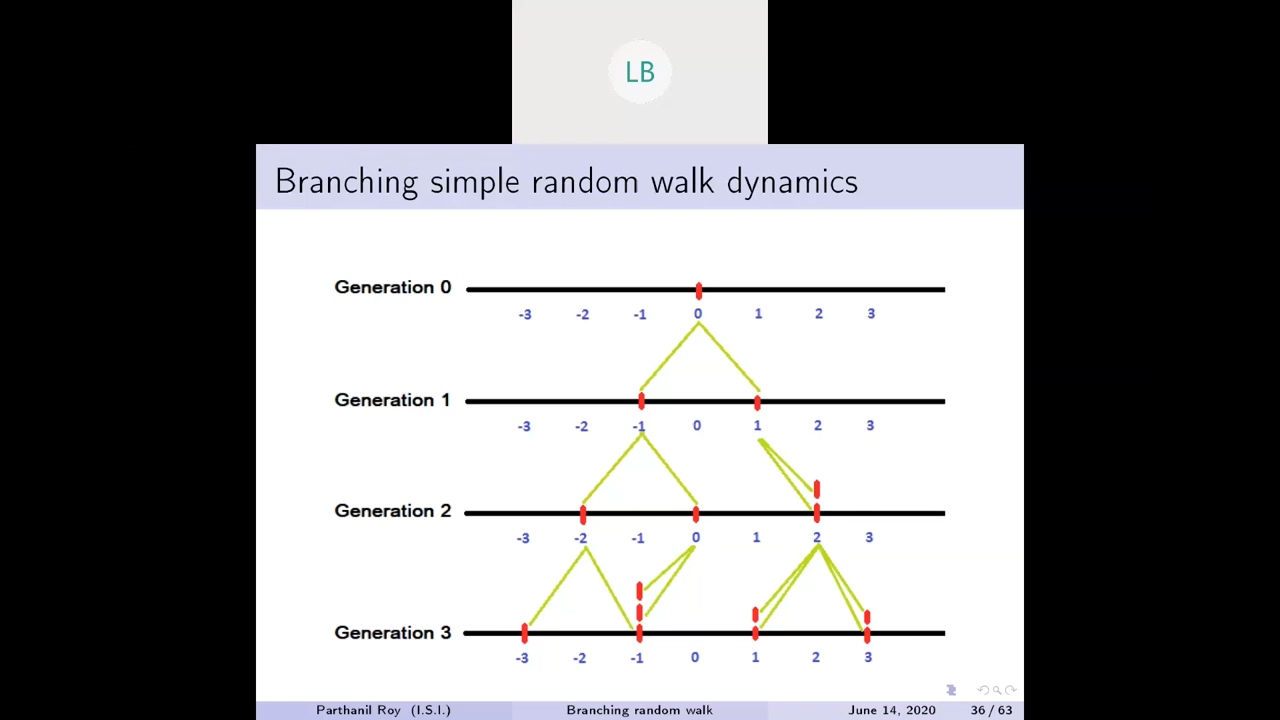 LB
Branching simple random walk dynamics
Generation 0
-3 -2 -1 0 1 2 3
Generation 1
-3 -2 -1 0 1 2 3
Generation 2
-3 -2 -1 0 1 2 3
Generation 3
-3 -2 -1 0 1 2 3
Parthanil Roy (I.S.I.) Branching random walk June 14, 2020 36 / 63